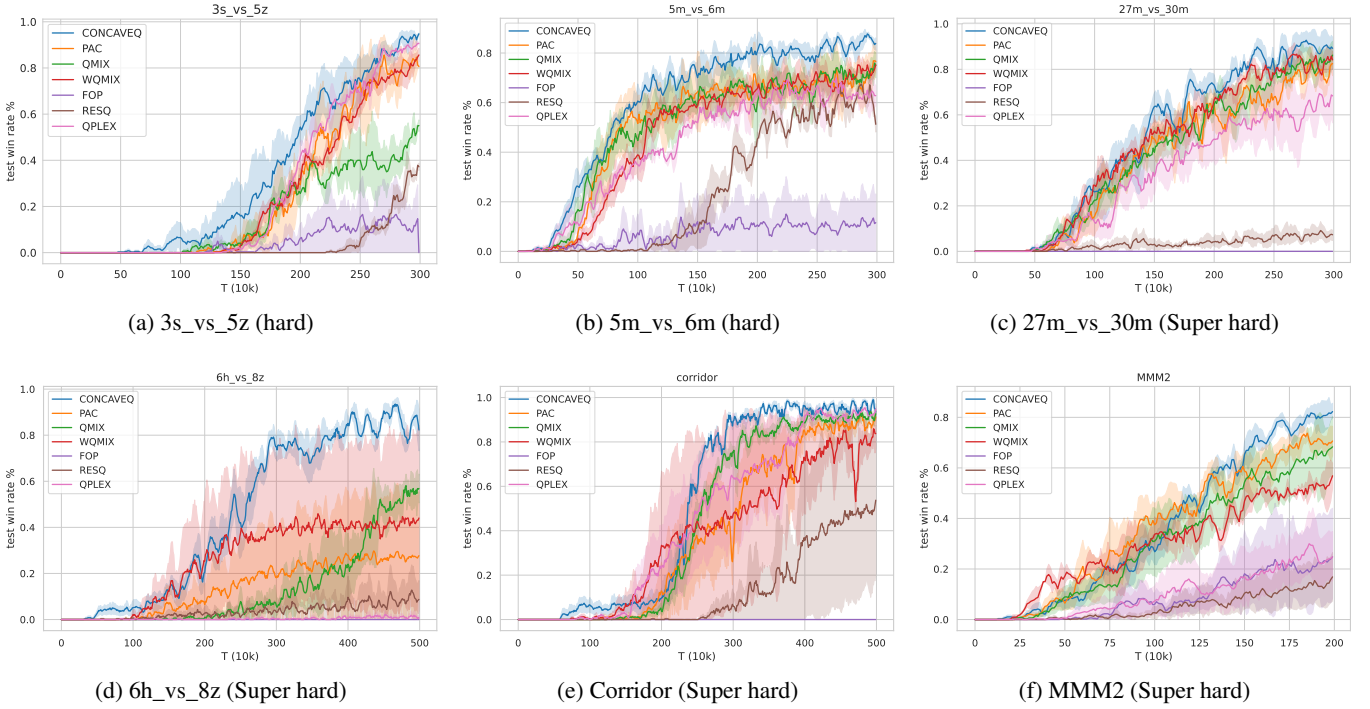 3s_vs_5z
test win rate %
1.0
0.8
0.6
0.4
0.2
0.0
CONCAVEQ
PAC
QMIX
WQMIX
FOP
RESQ
QPLEX
0 50 100 150 200 250 300
T (10k)
(a) 3s_vs_5z (hard)
5m_vs_6m
test win rate %
0.8
0.6
0.4
0.2
0.0
CONCAVEQ
PAC
QMIX
WQMIX
FOP
RESQ
QPLEX
0 50 100 150 200 250 300
T (10k)
(b) 5m_vs_6m (hard)
27m_vs_30m
test win rate %
1.0
0.8
0.6
0.4
0.2
0.0
CONCAVEQ
PAC
QMIX
WQMIX
FOP
RESQ
QPLEX
0 50 100 150 200 250 300
T (10k)
(c) 27m_vs_30m (Super hard)
6h_vs_8z
test win rate %
1.0
0.8
0.6
0.4
0.2
0.0
CONCAVEQ
PAC
QMIX
WQMIX
FOP
RESQ
QPLEX
0 100 200 300 400 500
T (10k)
(d) 6h_vs_8z (Super hard)
corridor
test win rate %
1.0
0.8
0.6
0.4
0.2
0.0
CONCAVEQ
PAC
QMIX
WQMIX
FOP
RESQ
QPLEX
0 100 200 300 400 500
T (10k)
(e) Corridor (Super hard)
MMM2
test win rate %
0.8
0.6
0.4
0.2
0.0
CONCAVEQ
PAC
QMIX
WQMIX
FOP
RESQ
QPLEX
0 25 50 75 100 125 150 175 200
T (10k)
(f) MMM2 (Super hard)